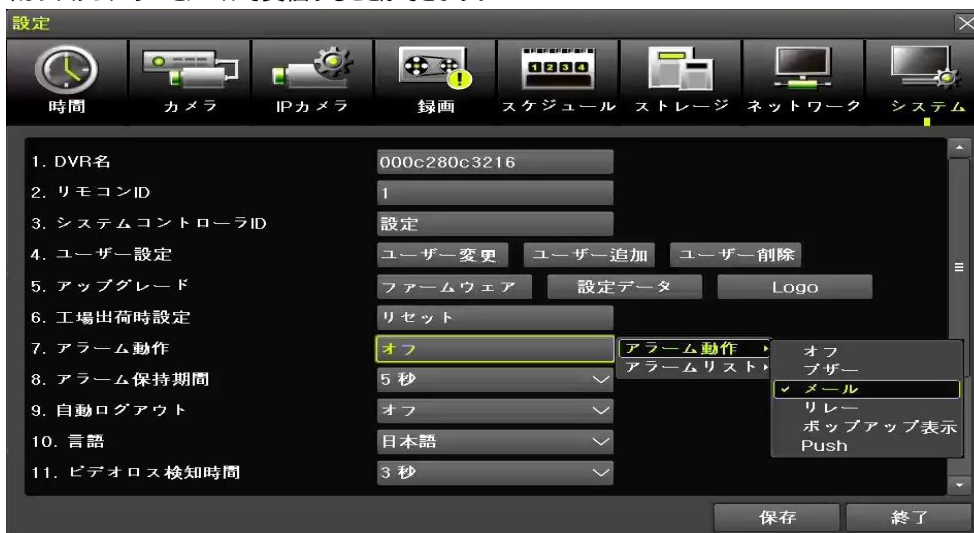 設定
時間 カメラ IPカメラ 録画 スケジュール ストレージ ネットワーク システム
1234
1. DVR名 000c280c3216
2. リモコンID 1
3. システムコントローラID 設定
4. ユーザー設定 ユーザー変更 ユーザー追加 ユーザー削除
5. アップグレード ファームウェア 設定データ Logo
6. 工場出荷時設定 リセット
7. アラーム動作 オフ アラーム動作
アラームリスト
オフ
ブザー
メール
リレー
ポップアップ表示
Push
8. アラーム保持期間 5 秒
9. 自動ログアウト オフ
10. 言語 日本語
11. ビデオロス検知時間 3 秒
保存 終了